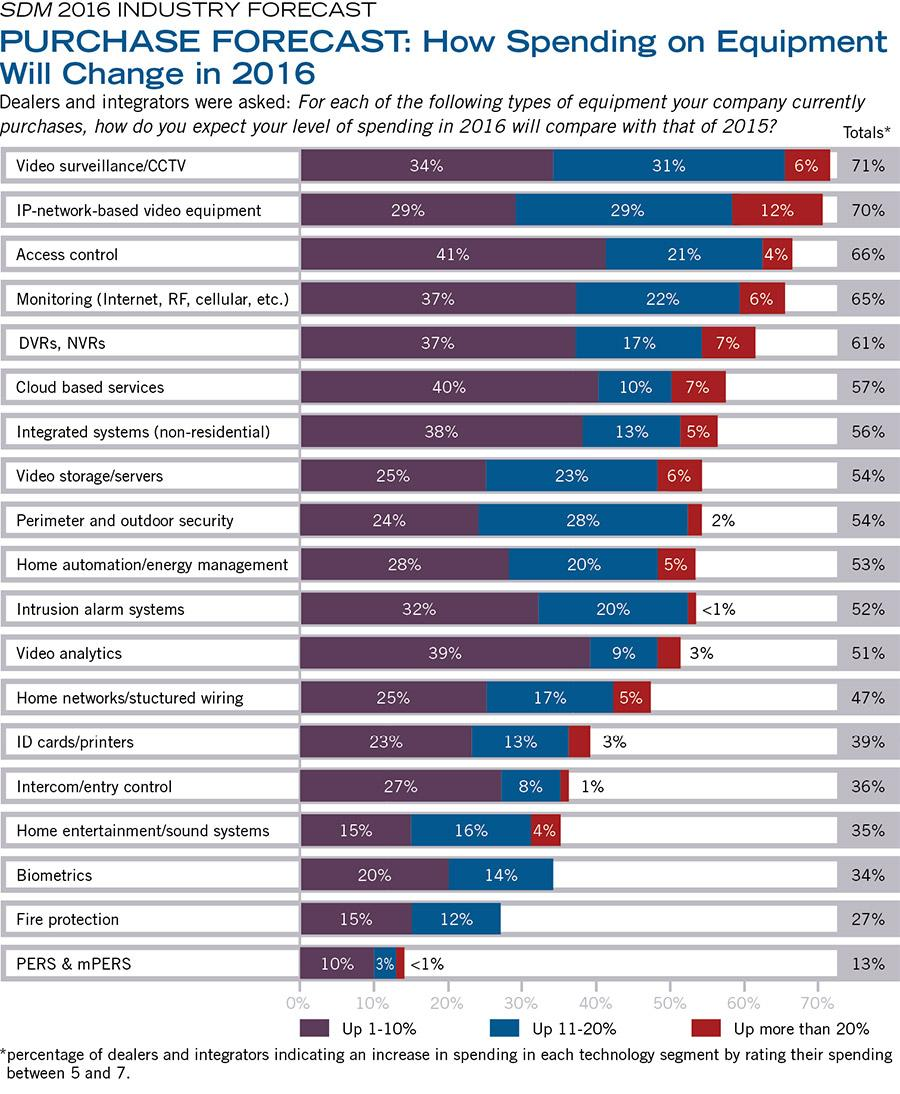 SDM 2016 INDUSTRY FORECAST
PURCHASE FORECAST: How Spending on Equipment
Will Change in 2016
Dealers and integrators were asked: For each of the following types of equipment your company currently
purchases, how do you expect your level of spending in 2016 will compare with that of 2015?
Totals*
Video surveillance/CCTV 34% 31% 6% 71%
IP-network-based video equipment 29% 29% 12% 70%
Access control 41% 21% 4% 66%
Monitoring (Internet, RF, cellular, etc.) 37% 22% 6% 65%
DVRs, NVRs 37% 17% 7% 61%
Cloud based services 40% 10% 7% 57%
Integrated systems (non-residential) 38% 13% 5% 56%
Video storage/servers 25% 23% 6% 54%
Perimeter and outdoor security 24% 28% 2% 54%
Home automation/energy management 28% 20% 5% 53%
Intrusion alarm systems 32% 20% <1% 52%
Video analytics 39% 9% 3% 51%
Home networks/stuctured wiring 25% 17% 5% 47%
ID cards/printers 23% 13% 3% 39%
Intercom/entry control 27% 8% 1% 36%
Home entertainment/sound systems 15% 16% 4% 35%
Biometrics 20% 14% 34%
Fire protection 15% 12% 27%
PERS & mPERS 10% 3% <1% 13%
0% 10% 20% 30% 40% 50% 60% 70%
Up 1-10% Up 11-20% Up more than 20%
*percentage of dealers and integrators indicating an increase in spending in each technology segment by rating their spending
between 5 and 7.